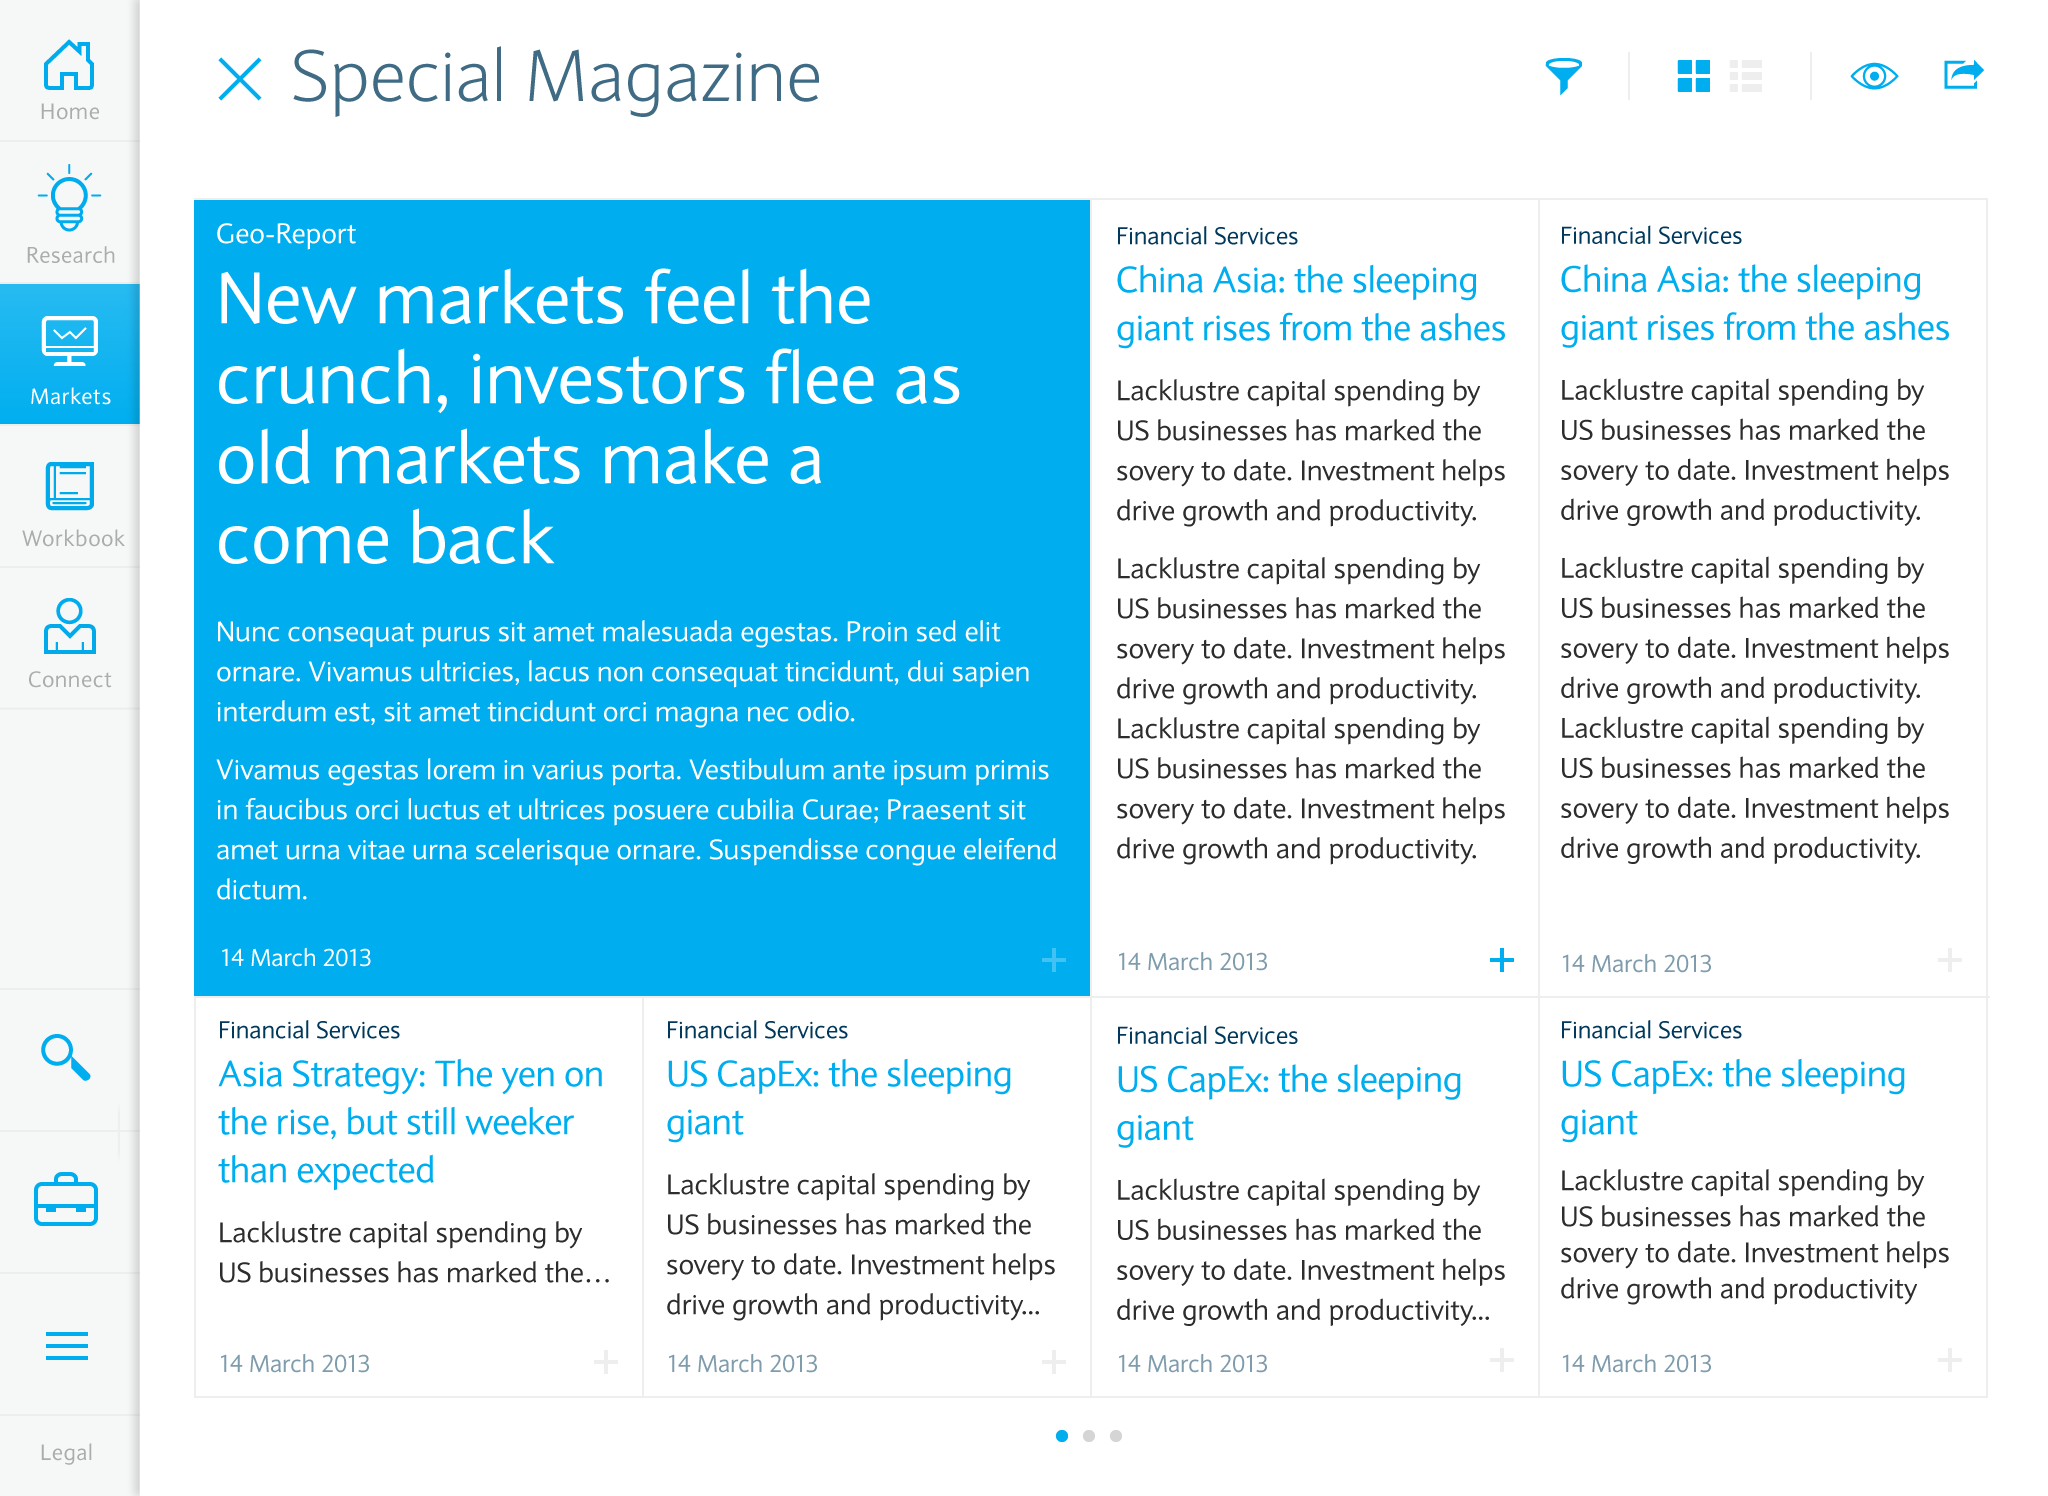 Home
Research
Markets
Workbook
Connect
Legal
Special Magazine
Geo-Report
New markets feel the
crunch, investors flee as
old markets make a
come back
Nunc consequat purus sit amet malesuada egestas. Proin sed elit
ornare. Vivamus ultricies, lacus non consequat tincidunt, dui sapien
interdum est, sit amet tincidunt orci magna nec odio.
Vivamus egestas lorem in varius porta. Vestibulum ante ipsum primis
in faucibus orci luctus et ultrices posuere cubilia Curae; Praesent sit
amet urna vitae urna scelerisque ornare. Suspendisse congue eleifend
dictum.
14 March 2013
Financial Services
China Asia: the sleeping
giant rises from the ashes
Lacklustre capital spending by
US businesses has marked the
sovery to date. Investment helps
drive growth and productivity.
Lacklustre capital spending by
US businesses has marked the
sovery to date. Investment helps
drive growth and productivity.
Lacklustre capital spending by
US businesses has marked the
sovery to date. Investment helps
drive growth and productivity.
14 March 2013
Financial Services
China Asia: the sleeping
giant rises from the ashes
Lacklustre capital spending by
US businesses has marked the
sovery to date. Investment helps
drive growth and productivity.
Lacklustre capital spending by
US businesses has marked the
sovery to date. Investment helps
drive growth and productivity.
Lacklustre capital spending by
US businesses has marked the
sovery to date. Investment helps
drive growth and productivity.
14 March 2013
Financial Services
Asia Strategy: The yen on
the rise, but still weeker
than expected
Lacklustre capital spending by
US businesses has marked the...
14 March 2013
Financial Services
US CapEx: the sleeping
giant
Lacklustre capital spending by
US businesses has marked the
sovery to date. Investment helps
drive growth and productivity...
14 March 2013
Financial Services
US CapEx: the sleeping
giant
Lacklustre capital spending by
US businesses has marked the
sovery to date. Investment helps
drive growth and productivity...
14 March 2013
Financial Services
US CapEx: the sleeping
giant
Lacklustre capital spending by
US businesses has marked the
sovery to date. Investment helps
drive growth and productivity
14 March 2013